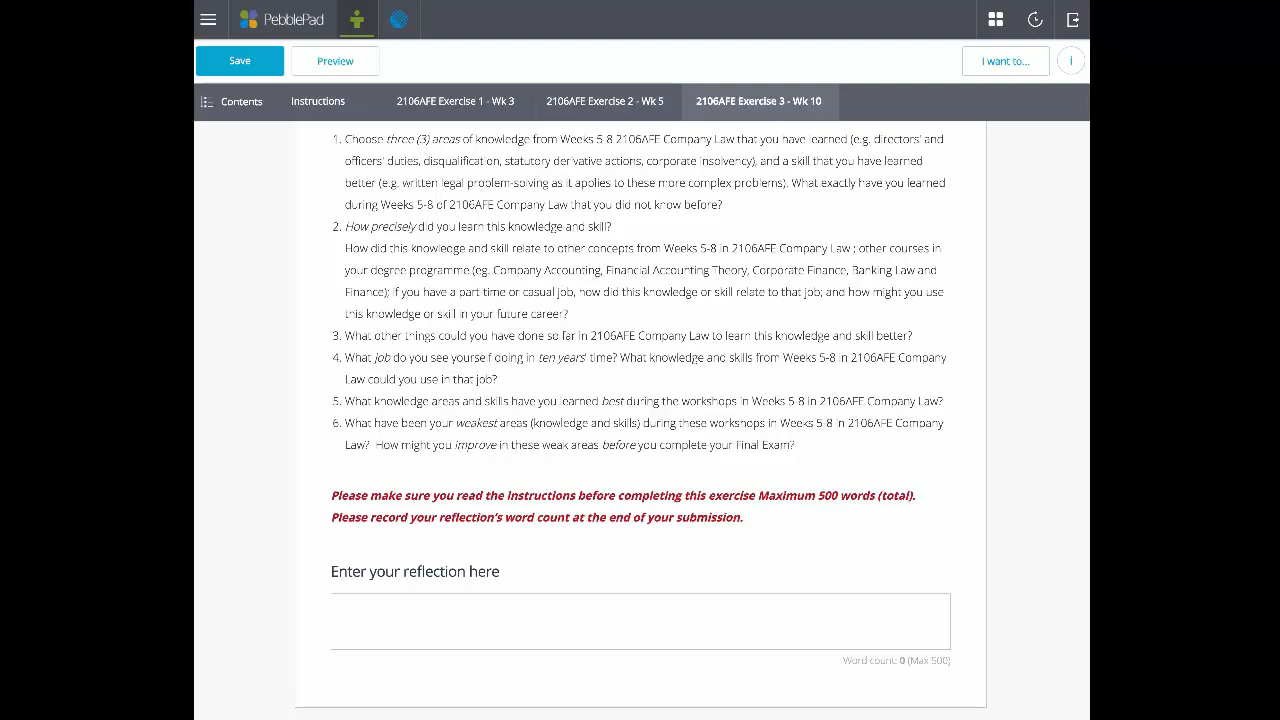 PebblePad
Save
Preview
I want to...
i
Contents
Instructions
2106AFE Exercise 1 - Wk 3
2106AFE Exercise 2 - Wk 5
2106AFE Exercise 3 - Wk 10
1. Choose three (3) areas of knowledge from Weeks 5-8 2106AFE Company Law that you have learned (e.g. directors' and
officers' duties, disqualification, statutory derivative actions, corporate insolvency), and a skill that you have learned
better (e.g. written legal problem-solving as it applies to these more complex problems). What exactly have you learned
during Weeks 5-8 of 2106AFE Company Law that you did not know before?
2. How precisely did you learn this knowledge and skill?
How did this knowledge and skill relate to other concepts from Weeks 5-8 in 2106AFE Company Law ; other courses in
your degree programme (eg. Company Accounting, Financial Accounting Theory, Corporate Finance, Banking Law and
Finance); if you have a part time or casual job, how did this knowledge or skill relate to that job; and how might you use
this knowledge or skill in your future career?
3. What other things could you have done so far in 2106AFE Company Law to learn this knowledge and skill better?
4. What job do you see yourself doing in ten years' time? What knowledge and skills from Weeks 5-8 in 2106AFE Company
Law could you use in that job?
5. What knowledge areas and skills have you learned best during the workshops in Weeks 5-8 in 2106AFE Company Law?
6. What have been your weakest areas (knowledge and skills) during these workshops in Weeks 5-8 in 2106AFE Company
Law? How might you improve in these weak areas before you complete your Final Exam?
Please make sure you read the instructions before completing this exercise Maximum 500 words (total).
Please record your reflection's word count at the end of your submission.
Enter your reflection here
Word count: 0 (Max 500)